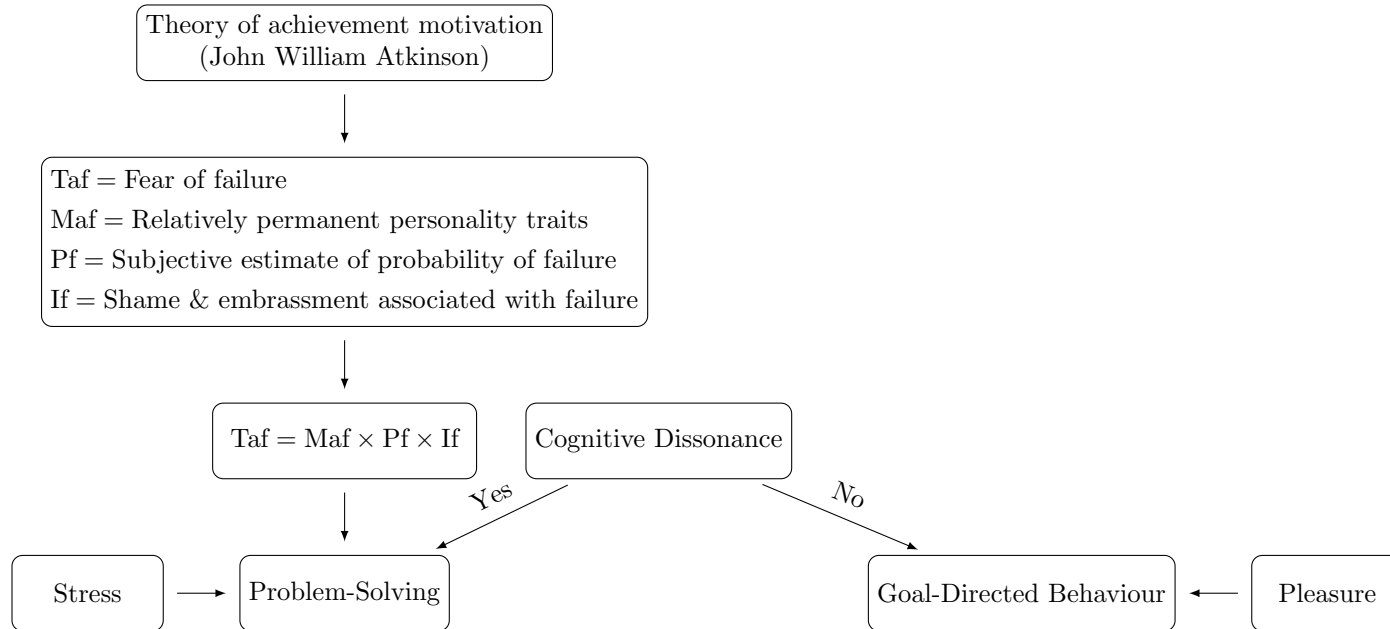 Theory of achievement motivation
(John William Atkinson)
Taf = Fear of failure
Maf = Relatively permanent personality traits
Pf = Subjective estimate of probability of failure
If = Shame & embrassment associated with failure
Taf = Maf × Pf × If
Cognitive Dissonance
Yes
No
Stress
Problem-Solving
Goal-Directed Behaviour
Pleasure